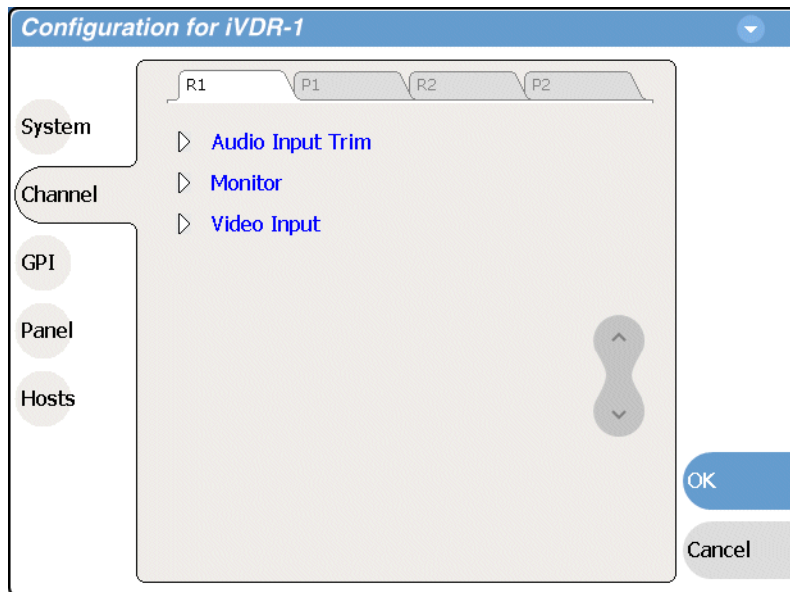 Configuration for iVDR-1
R1 P1 R2 P2
System
Audio Input Trim
Monitor
Channel
Video Input
GPI
Panel
Hosts
OK
Cancel